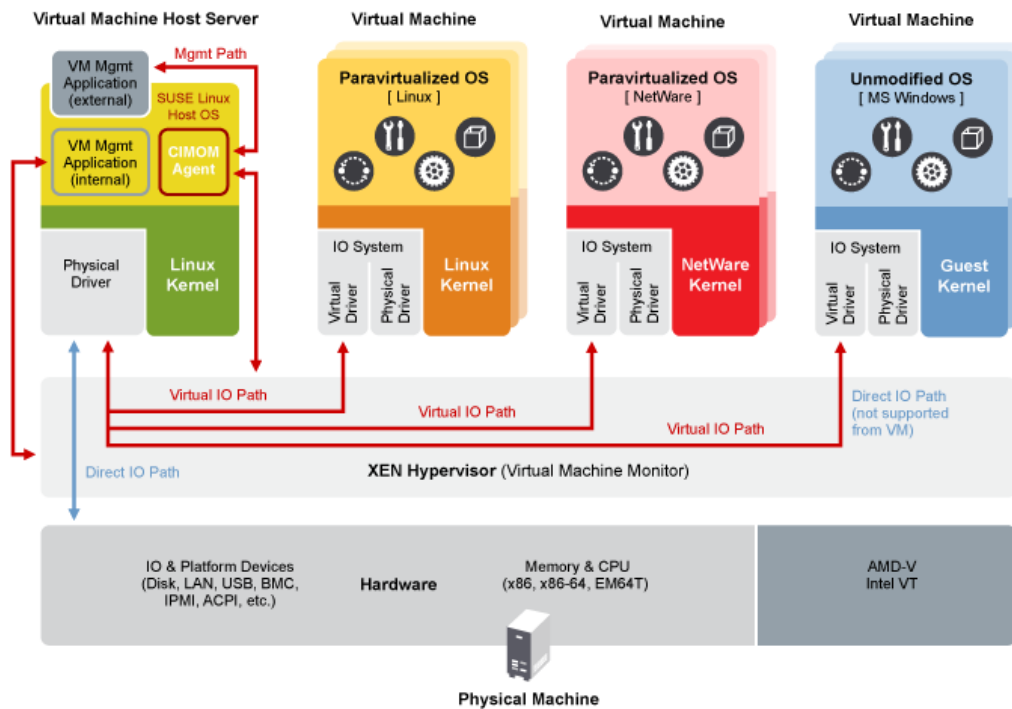 Virtual Machine Host Server
Virtual Machine
Virtual Machine
Virtual Machine
VM Mgmt
Application
(external)
Mgmt Path
SUSE Linux
Host OS
VM Mgmt
Application
(internal)
CIMOM
Agent
Physical
Driver
Linux
Kernel
Paravirtualized OS
[ Linux ]
IO System
Virtual
Driver
Physical
Driver
Linux
Kernel
Paravirtualized OS
[ NetWare ]
IO System
Virtual
Driver
Physical
Driver
NetWare
Kernel
Unmodified OS
[ MS Windows ]
IO System
Virtual
Driver
Physical
Driver
Guest
Kernel
Virtual IO Path
Virtual IO Path
Virtual IO Path
Direct IO Path
(not supported
from VM)
Direct IO Path
XEN Hypervisor (Virtual Machine Monitor)
IO & Platform Devices
(Disk, LAN, USB, BMC,
IPMI, ACPI, etc.)
Hardware
Memory & CPU
(x86, x86-64, EM64T)
AMD-V
Intel VT
Physical Machine